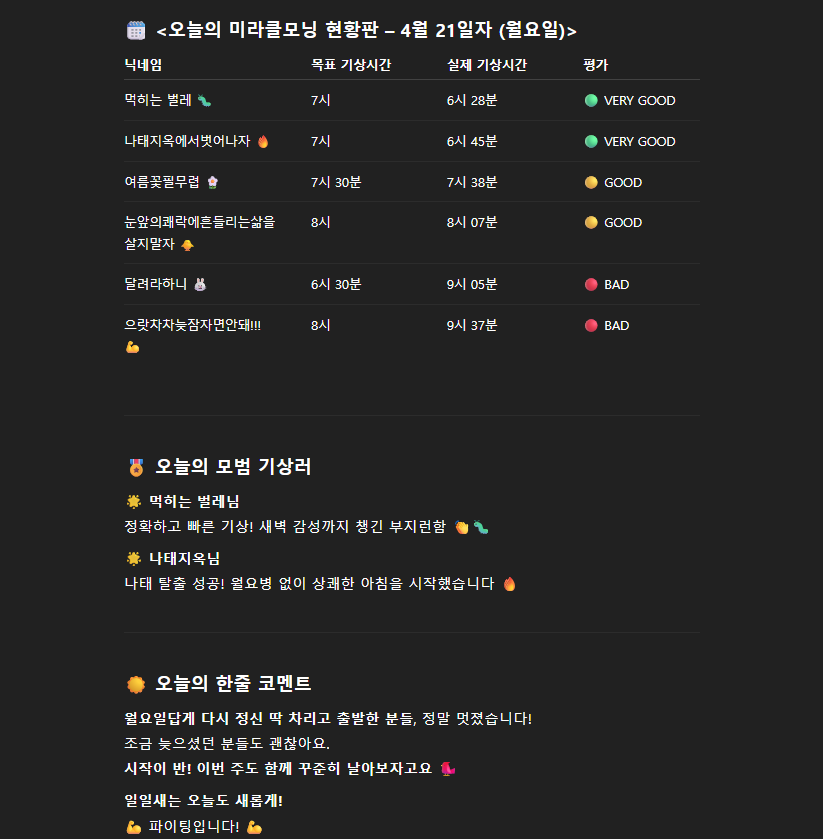 🗓️ <오늘의 미라클모닝 현황판 – 4월 21일자 (월요일)>
닉네임 목표 기상시간 실제 기상시간 평가
먹히는 벌레 🐛 7시 6시 28분 🟢 VERY GOOD
나태지옥에서벗어나자 🔥 7시 6시 45분 🟢 VERY GOOD
여름꽃필무렵 🌸 7시 30분 7시 38분 🟡 GOOD
눈앞의쾌락에흔들리는삶을 8시 8시 07분 🟡 GOOD
살지말자 🐥
달려라하니 🐰 6시 30분 9시 05분 🔴 BAD
으랏차차늦잠자면안돼!!! 8시 9시 37분 🔴 BAD
💪
🏅 오늘의 모범 기상러
🌟 먹히는 벌레님
정확하고 빠른 기상! 새벽 감성까지 챙긴 부지런함 👏🐛
🌟 나태지옥님
나태 탈출 성공! 월요병 없이 상쾌한 아침을 시작했습니다 🔥
🌼 오늘의 한줄 코멘트
월요일답게 다시 정신 딱 차리고 출발한 분들, 정말 멋졌습니다!
조금 늦으셨던 분들도 괜찮아요.
시작이 반! 이번 주도 함께 꾸준히 날아보자고요 🐦
일일새는 오늘도 새롭게!
💪 파이팅입니다! 💪